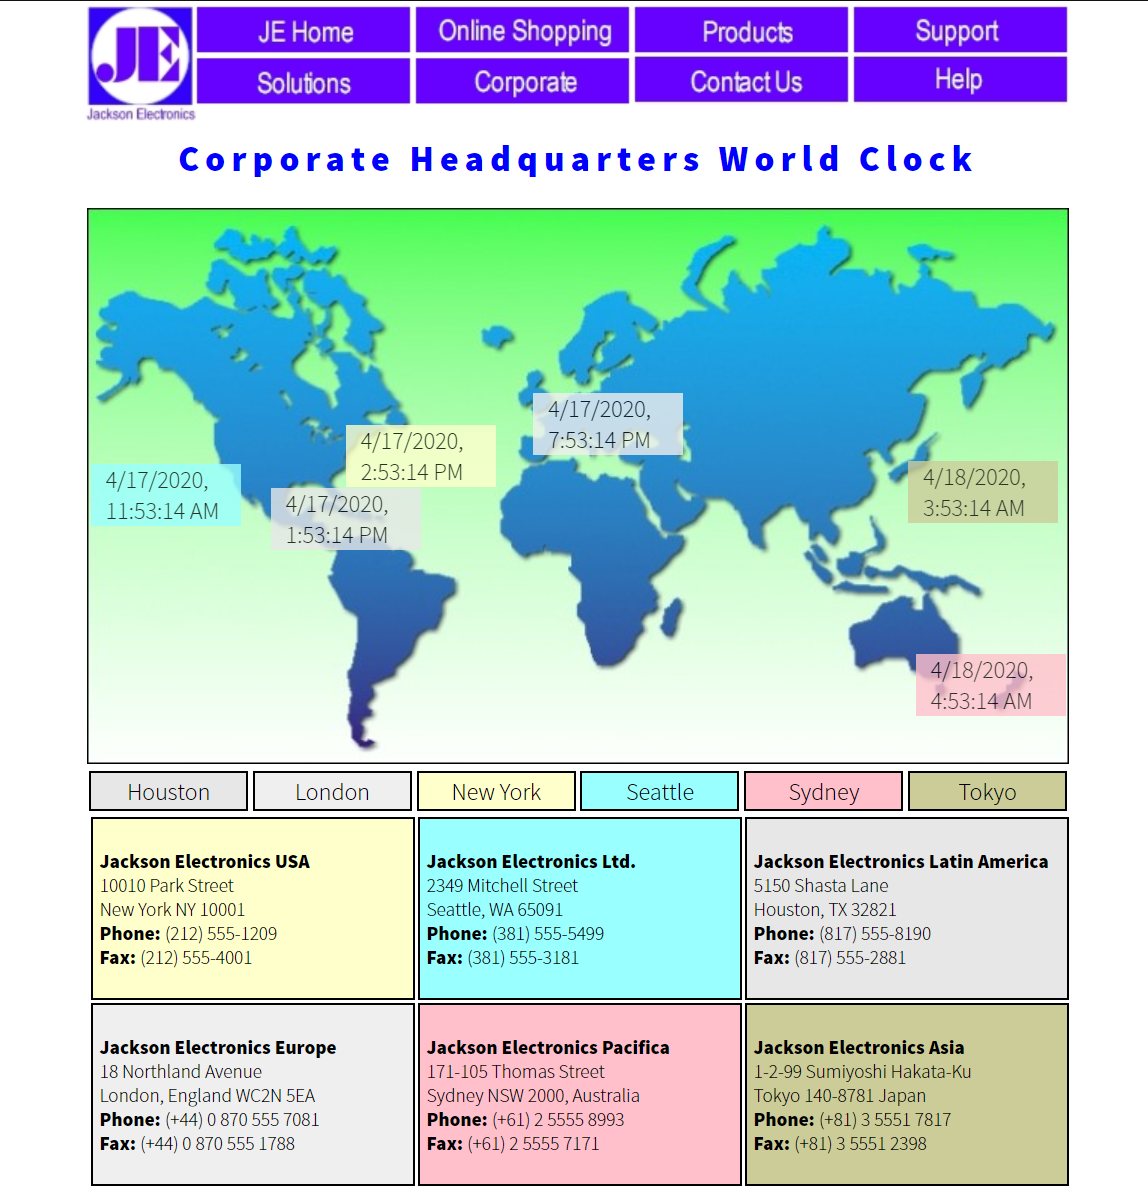 JE
Jackson Electronics
JE Home
Online Shopping
Products
Support
Solutions
Corporate
Contact Us
Help
Corporate Headquarters World Clock
4/17/2020,
7:53:14 PM
4/17/2020,
2:53:14 PM
4/17/2020,
11:53:14 AM
4/17/2020,
1:53:14 PM
4/18/2020,
3:53:14 AM
4/18/2020,
4:53:14 AM
Houston
London
New York
Seattle
Sydney
Tokyo
Jackson Electronics USA
10010 Park Street
New York NY 10001
Phone: (212) 555-1209
Fax: (212) 555-4001
Jackson Electronics Ltd.
2349 Mitchell Street
Seattle, WA 65091
Phone: (381) 555-5499
Fax: (381) 555-3181
Jackson Electronics Latin America
5150 Shasta Lane
Houston, TX 32821
Phone: (817) 555-8190
Fax: (817) 555-2881
Jackson Electronics Europe
18 Northland Avenue
London, England WC2N 5EA
Phone: (+44) 0 870 555 7081
Fax: (+44) 0 870 555 1788
Jackson Electronics Pacifica
171-105 Thomas Street
Sydney NSW 2000, Australia
Phone: (+61) 2 5555 8993
Fax: (+61) 2 5555 7171
Jackson Electronics Asia
1-2-99 Sumiyoshi Hakata-Ku
Tokyo 140-8781 Japan
Phone: (+81) 3 5551 7817
Fax: (+81) 3 5551 2398